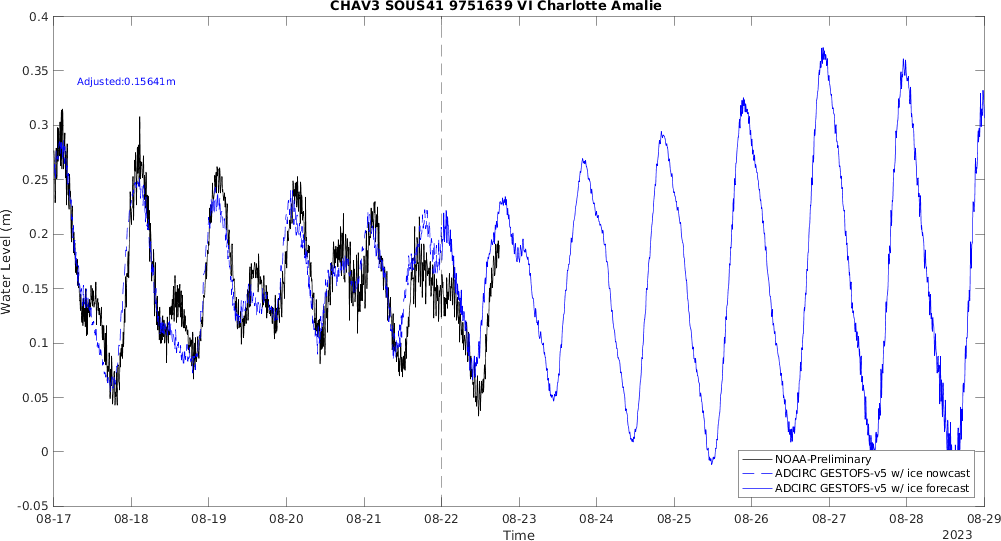 CHAV3 SOUS41 9751639 VI Charlotte Amalie
0.4
0.35
Adjusted:0.15641m
0.3
0.25
0.2
0.15
0.1
0.05
0
-0.05
Water Level (m)
NOAA-Preliminary
ADCIRC GESTOFS-v5 w/ ice nowcast
ADCIRC GESTOFS-v5 w/ ice forecast
08-17 08-18 08-19 08-20 08-21 08-22 08-23 08-24 08-25 08-26 08-27 08-28 08-29
Time
2023